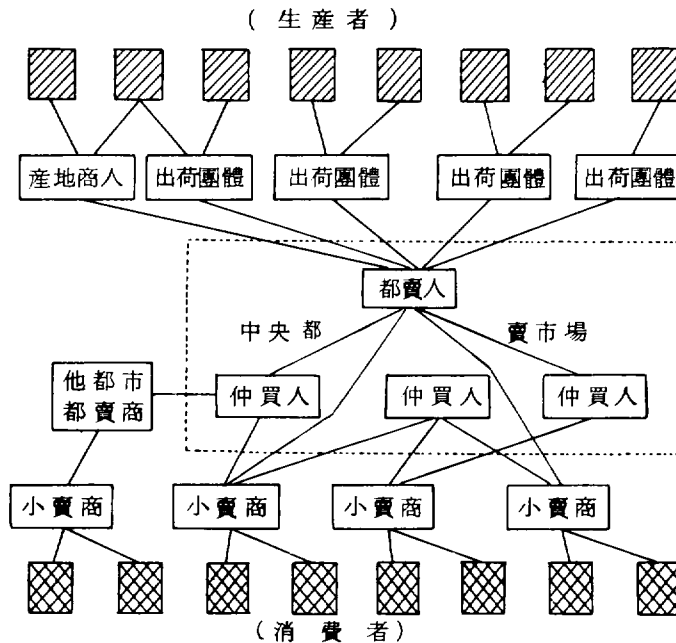 ( 生産者 )
産地商人 出荷團體 出荷團體 出荷團體 出荷團體
都賣人
中央都 賣市場
他都市
都賣商
仲買人 仲買人 仲買人
小賣商 小賣商 小賣商 小賣商
( 消費者 )